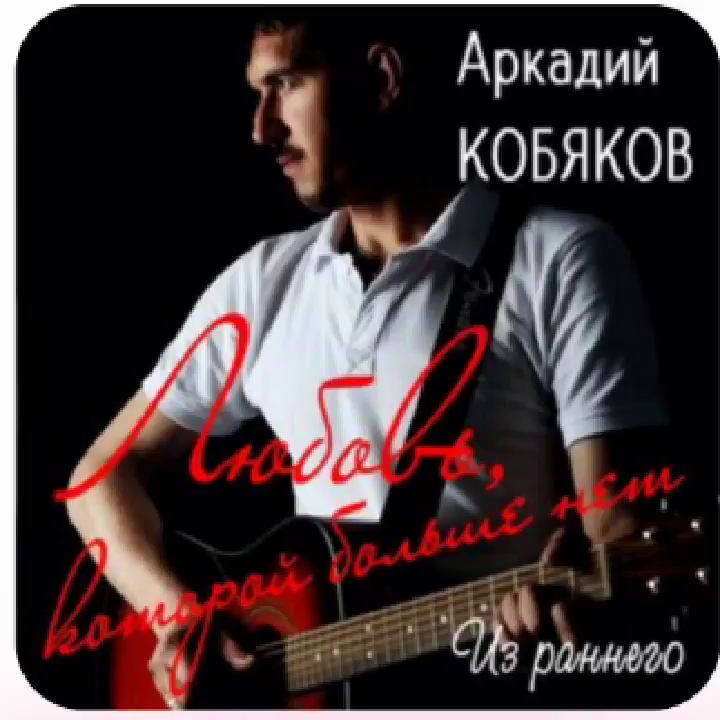 Аркадий
КОБЯКОВ
Любовь,
которой больше нет
Из раннего